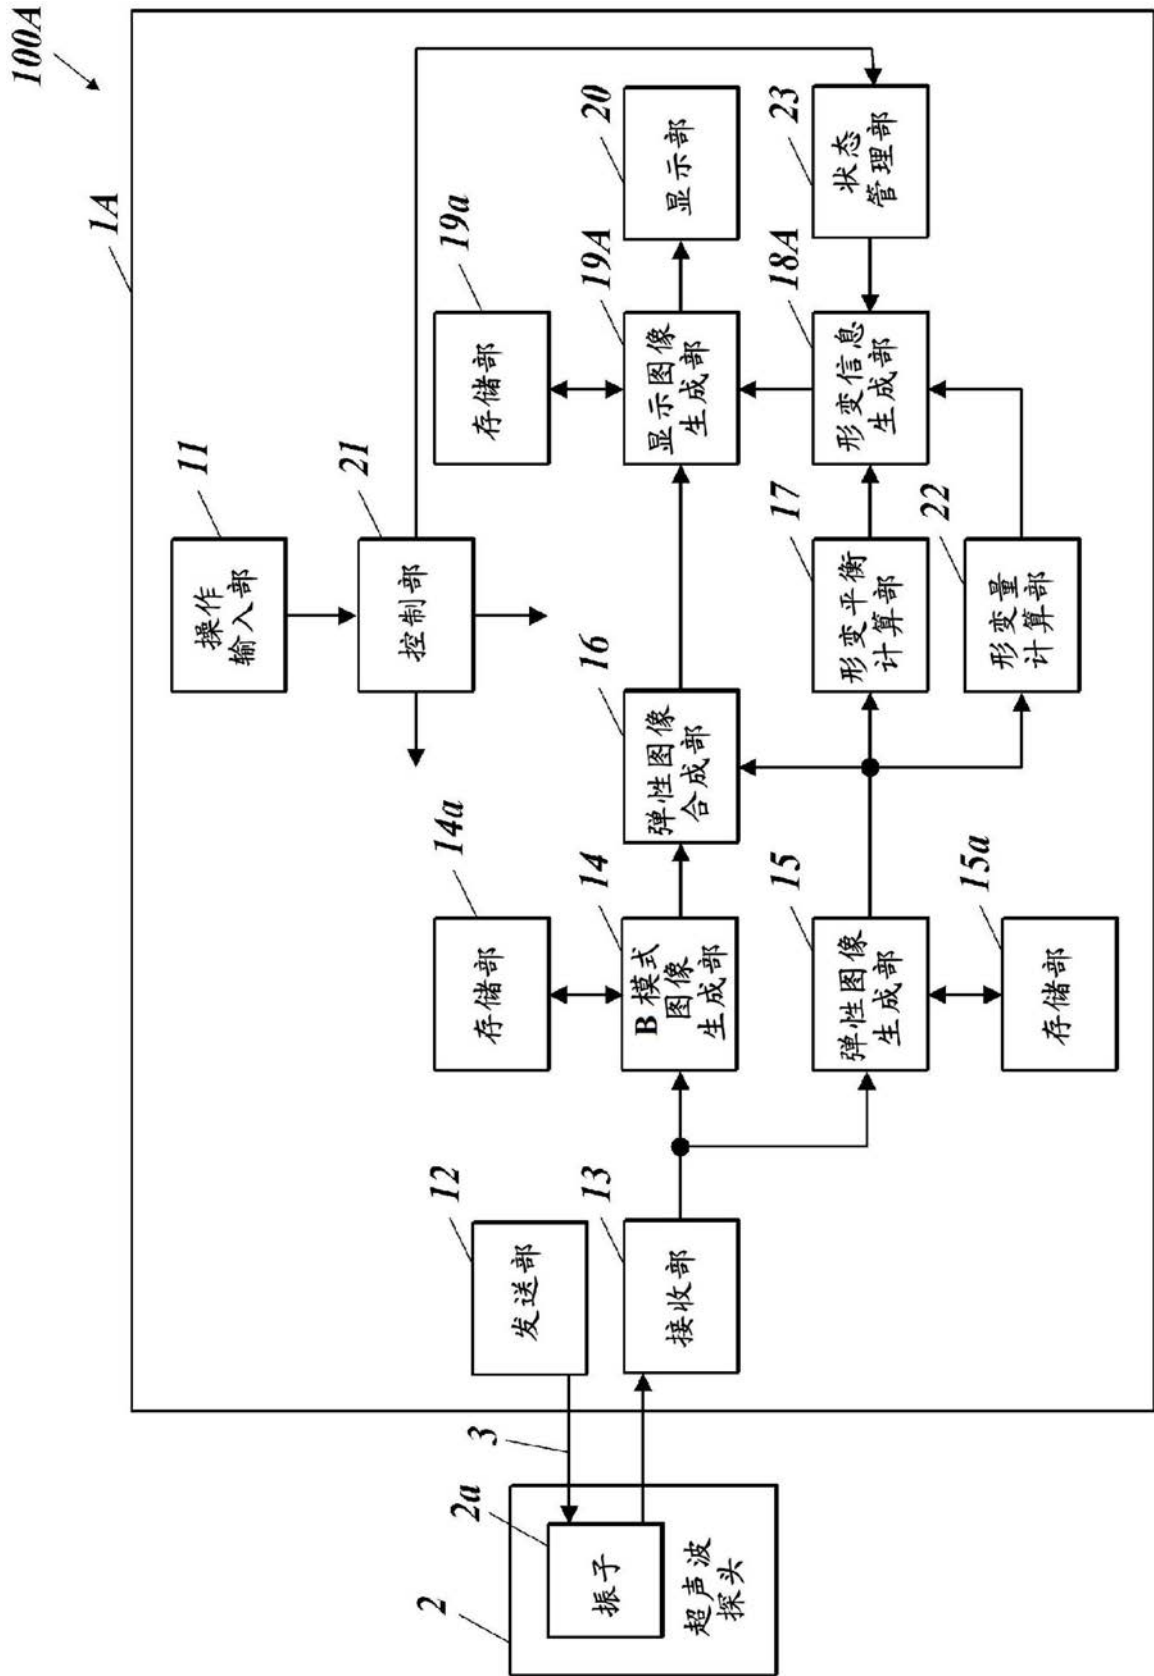 100A
1A
11
操作
输入部
21
控制部
19a
存储部
19A
显示图像
生成部
20
显示部
23
状态
管理部
18A
形变信息
生成部
17
形变平衡
计算部
22
形变量
计算部
16
弹性图像
合成部
14a
存储部
14
B模式
图像
生成部
15
弹性图像
生成部
15a
存储部
12
发送部
13
接收部
3
2
2a
振子
超声波
探头